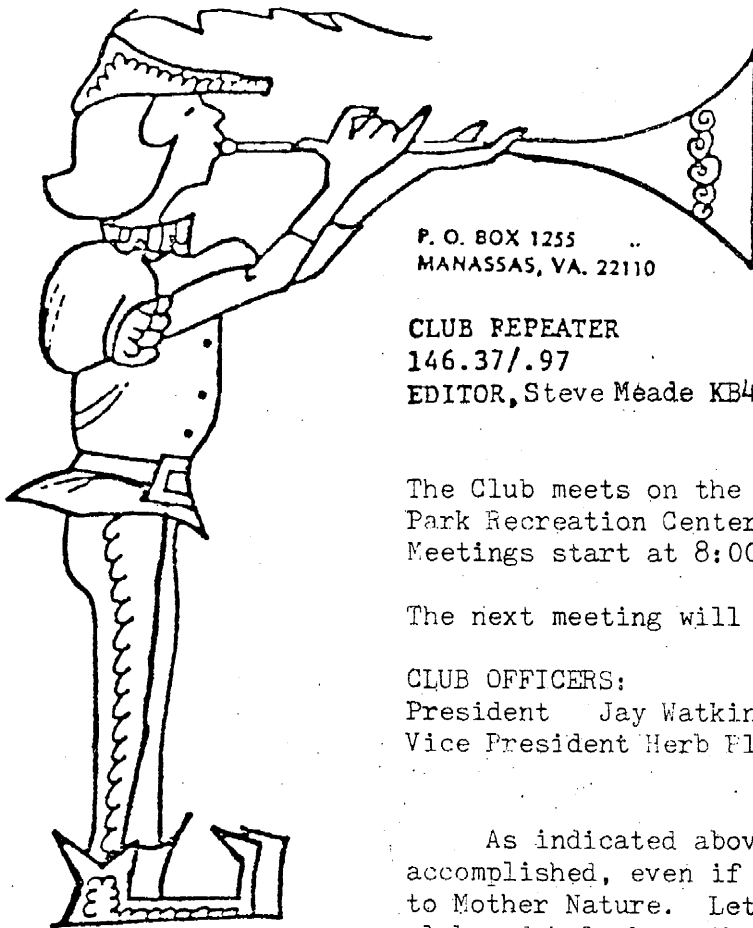 P. O. BOX 1255
MANASSAS, VA. 22110
CLUB REPEATER
146.37/.97
EDITOR, Steve Meade KB4
The Club meets on the
Park Recreation Center
Meetings start at 8:00
The next meeting will
CLUB OFFICERS:
President Jay Watkin
Vice President Herb
As indicated abov
accomplished, even if
to Mother Nature. Let